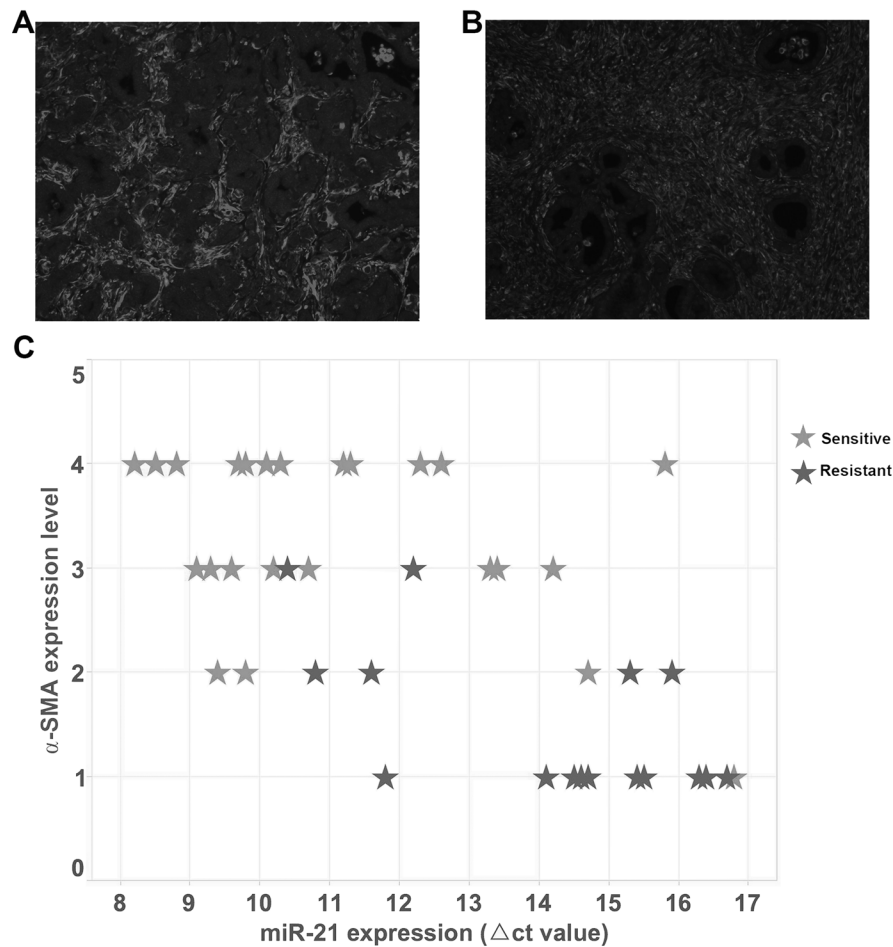 A
B
C
5
4
3
2
1
0
α-SMA expression level
8 9 10 11 12 13 14 15 16 17
miR-21 expression (△ct value)
Sensitive
Resistant